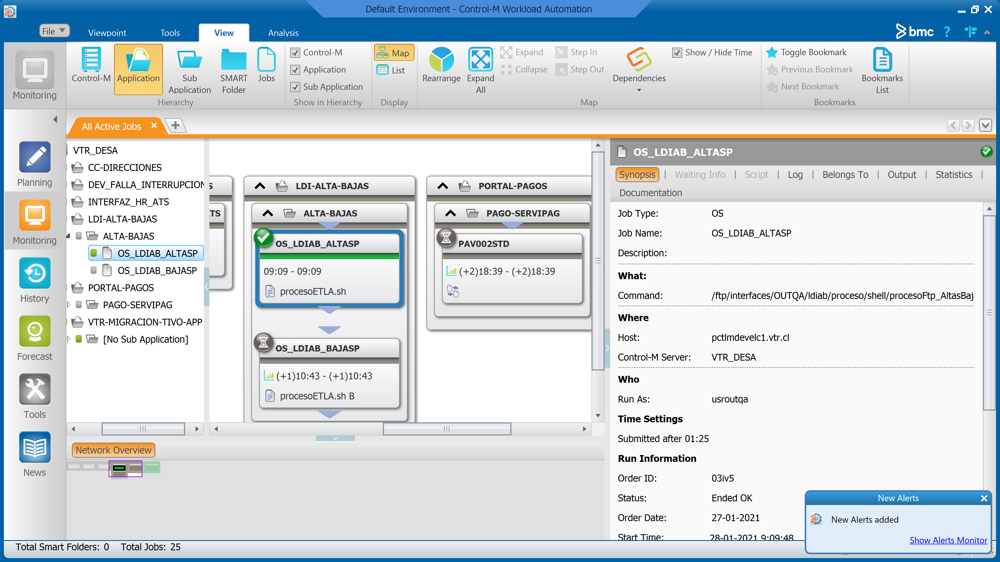 Default Environment - Control-M Workload Automation
File
Viewpoint
Tools
View
Analysis
bmc
?
Monitoring
Control-M
Application
Sub Application
SMART Folder
Jobs
Hierarchy
Control-M
Application
Sub Application
Show in Hierarchy
Map
List
Display
Rearrange
Expand All
Expand
Collapse
Step In
Step Out
Dependencies
Show / Hide Time
Map
Toggle Bookmark
Previous Bookmark
Next Bookmark
Bookmarks List
Bookmarks
All Active Jobs
Planning
Monitoring
History
Forecast
Tools
News
VTR_DESA
CC-DIRECCIONES
DEV_FALLA_INTERRUPCION
INTERFAZ_HR_ATS
LDI-ALTA-BAJAS
ALTA-BAJAS
OS_LDIAB_ALTASP
OS_LDIAB_BAJASP
PORTAL-PAGOS
PAGO-SERVIPAG
VTR-MIGRACION-TIVO-APP
[No Sub Application]
S
TS
LDI-ALTA-BAJAS
ALTA-BAJAS
OS_LDIAB_ALTASP
09:09 - 09:09
procesoETLA.sh
OS_LDIAB_BAJASP
(+1)10:43 - (+1)10:43
procesoETLA.sh B
PORTAL-PAGOS
PAGO-SERVIPAG
PAV002STD
(+2)18:39 - (+2)18:39
Network Overview
OS_LDIAB_ALTASP
Synopsis | Waiting Info | Script | Log | Belongs To | Output | Statistics |
Documentation
Job Type: OS
Job Name: OS_LDIAB_ALTASP
Description:
What:
Command: /ftp/interfaces/OUTQA/ldiab/proceso/shell/procesoFtp_AltasBaj
Where
Host: pctlmdevelc1.vtr.cl
Control-M Server: VTR_DESA
Who
Run As: usroutqa
Time Settings
Submitted after 01:25
Run Information
Order ID: 03iv5
Status: Ended OK
Order Date: 27-01-2021
Start Time: 28-01-2021 9:09:48
New Alerts
New Alerts added
Show Alerts Monitor
Total Smart Folders: 0 Total Jobs: 25